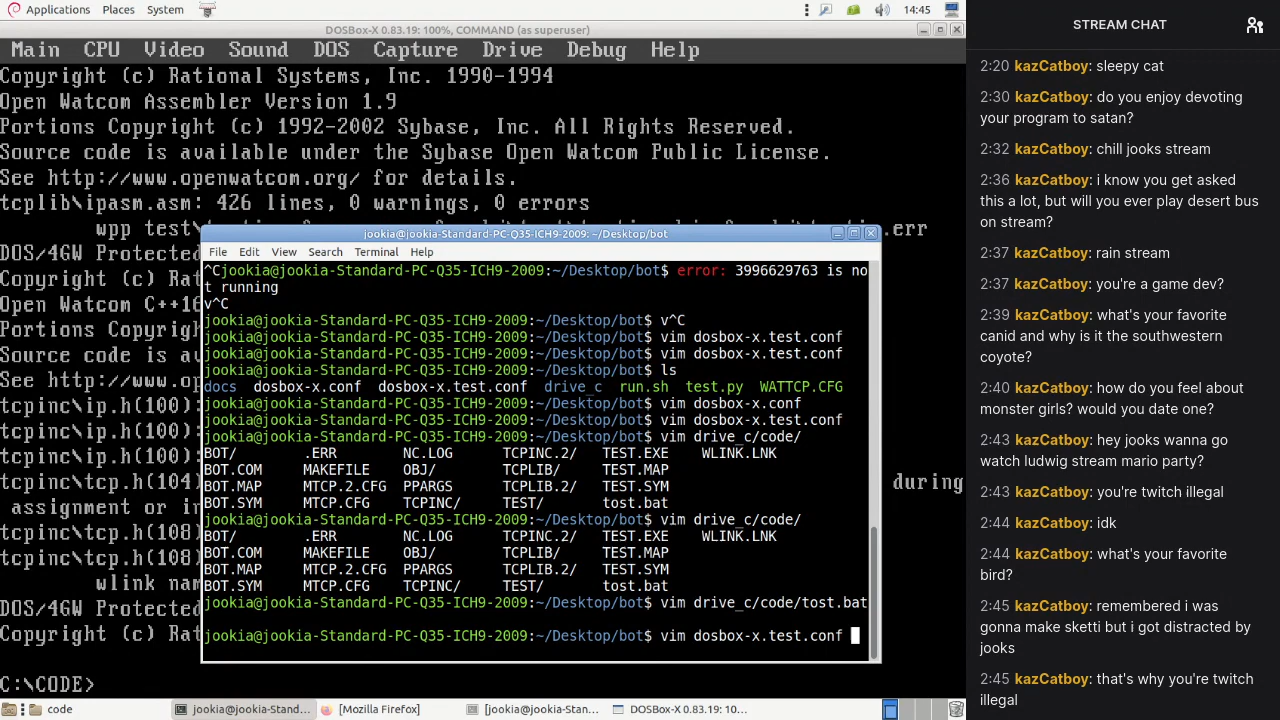 Applications Places System 14:45
DOSBox-X 0.83.19: 100%, COMMAND (as superuser)
Main CPU Video Sound DOS Capture Drive Debug Help
Copyright (c) Rational Systems, Inc. 1990-1994
Open Watcom Assembler Version 1.9
Portions Copyright (c) 1992-2002 Sybase, Inc. All Rights Reserved.
Source code is available under the Sybase Open Watcom Public License.
See http://www.openwatcom.org/ for details.
tcplib\ipasm.asm: 426 lines, 0 warnings, 0 errors
wpp test\
.err
DOS/4GW Protected
Copyright (c) Rat
Open Watcom C++16
Portions Copyright
Source code is av
See http://www.op
tcpinc\ip.h(100):
tcpinc\ip.h(100):
tcpinc\ip.h(100):
tcpinc\tcp.h(104) during
assignment or in
tcpinc\tcp.h(108)
tcpinc\tcp.h(108)
wlink nam
DOS/4GW Protected
Copyright (c) Rat
C:\CODE>
jookia@jookia-Standard-PC-Q35-ICH9-2009: ~/Desktop/bot
File Edit View Search Terminal Help
^Cjookia@jookia-Standard-PC-Q35-ICH9-2009:~/Desktop/bot$ error: 3996629763 is no
t running
v^C
jookia@jookia-Standard-PC-Q35-ICH9-2009:~/Desktop/bot$ v^C
jookia@jookia-Standard-PC-Q35-ICH9-2009:~/Desktop/bot$ vim dosbox-x.test.conf
jookia@jookia-Standard-PC-Q35-ICH9-2009:~/Desktop/bot$ vim dosbox-x.test.conf
jookia@jookia-Standard-PC-Q35-ICH9-2009:~/Desktop/bot$ ls
docs dosbox-x.conf dosbox-x.test.conf drive_c run.sh test.py WATTCP.CFG
jookia@jookia-Standard-PC-Q35-ICH9-2009:~/Desktop/bot$ vim dosbox-x.conf
jookia@jookia-Standard-PC-Q35-ICH9-2009:~/Desktop/bot$ vim dosbox-x.test.conf
jookia@jookia-Standard-PC-Q35-ICH9-2009:~/Desktop/bot$ vim drive_c/code/
BOT/ .ERR NC.LOG TCPINC.2/ TEST.EXE WLINK.LNK
BOT.COM MAKEFILE OBJ/ TCPLIB/ TEST.MAP
BOT.MAP MTCP.2.CFG PPARGS TCPLIB.2/ TEST.SYM
BOT.SYM MTCP.CFG TCPINC/ TEST/ tost.bat
jookia@jookia-Standard-PC-Q35-ICH9-2009:~/Desktop/bot$ vim drive_c/code/
BOT/ .ERR NC.LOG TCPINC.2/ TEST.EXE WLINK.LNK
BOT.COM MAKEFILE OBJ/ TCPLIB/ TEST.MAP
BOT.MAP MTCP.2.CFG PPARGS TCPLIB.2/ TEST.SYM
BOT.SYM MTCP.CFG TCPINC/ TEST/ tost.bat
jookia@jookia-Standard-PC-Q35-ICH9-2009:~/Desktop/bot$ vim drive_c/code/tost.bat
jookia@jookia-Standard-PC-Q35-ICH9-2009:~/Desktop/bot$ vim dosbox-x.test.conf
code
jookia@jookia-Stand...
[Mozilla Firefox]
[jookia@jookia-Stan...
DOSBox-X 0.83.19: 10...
STREAM CHAT
2:20 kazCatboy: sleepy cat
2:30 kazCatboy: do you enjoy devoting
your program to satan?
2:32 kazCatboy: chill jooks stream
2:36 kazCatboy: i know you get asked
this a lot, but will you ever play desert bus
on stream?
2:37 kazCatboy: rain stream
2:37 kazCatboy: you're a game dev?
2:39 kazCatboy: what's your favorite
canid and why is it the southwestern
coyote?
2:40 kazCatboy: how do you feel about
monster girls? would you date one?
2:43 kazCatboy: hey jooks wanna go
watch ludwig stream mario party?
2:43 kazCatboy: you're twitch illegal
2:44 kazCatboy: idk
2:44 kazCatboy: what's your favorite
bird?
2:45 kazCatboy: remembered i was
gonna make sketti but i got distracted by
jooks
2:45 kazCatboy: that's why you're twitch
illegal